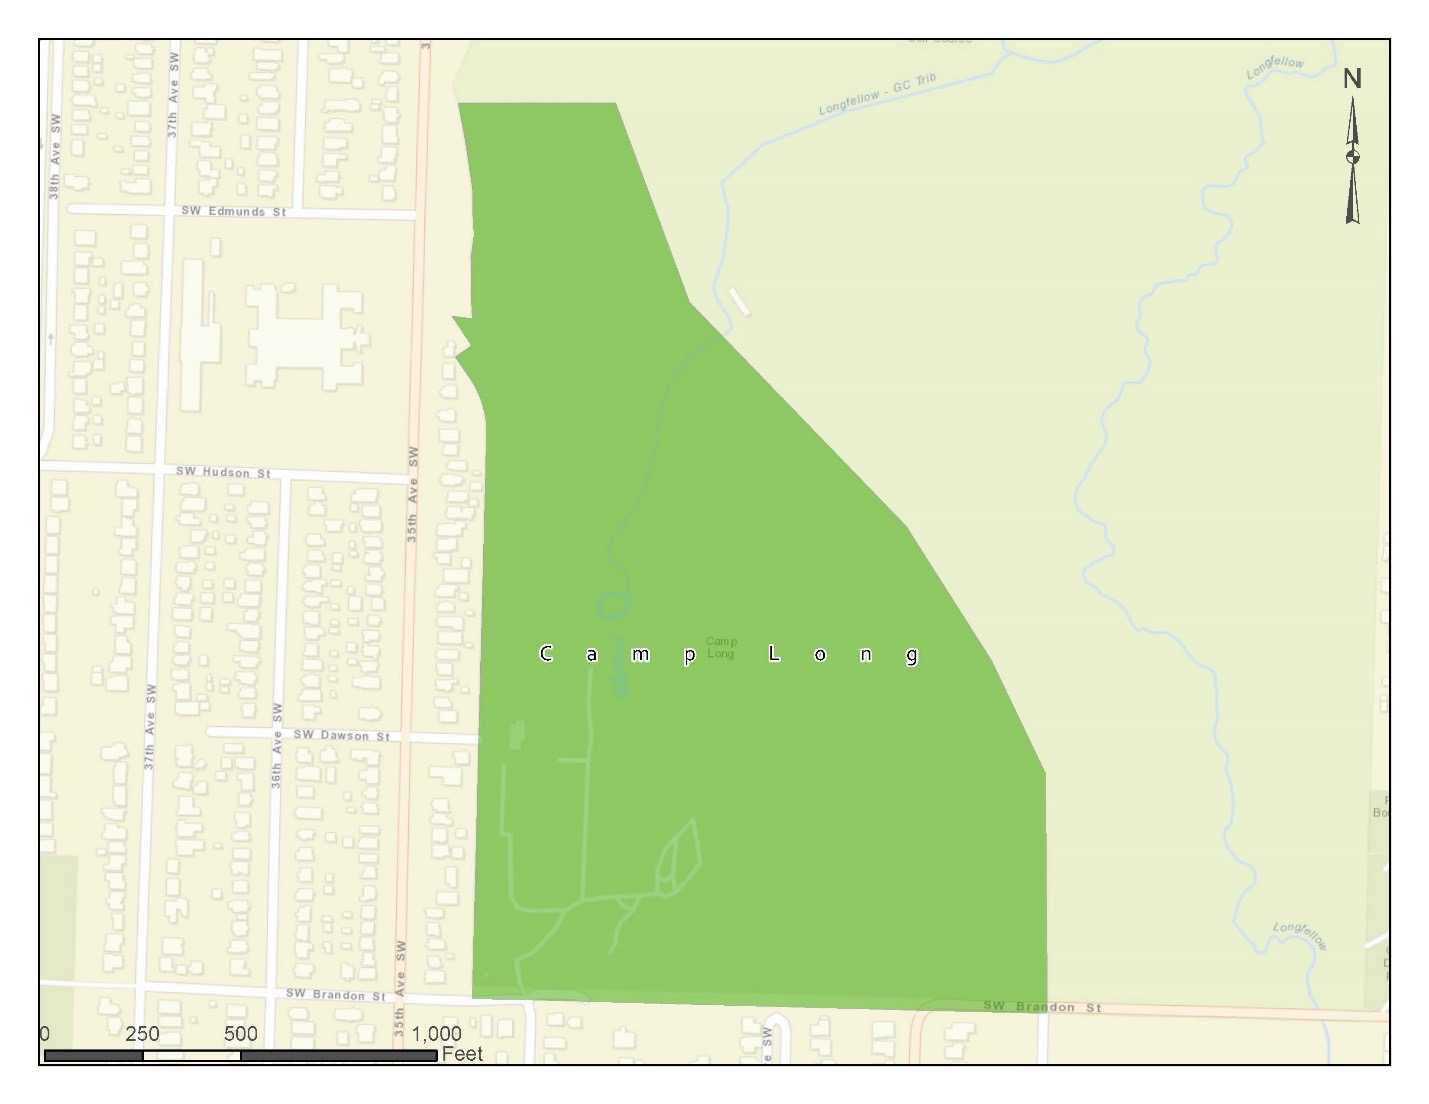 Longfellow
Longfellow - GC Trib
N
37th Ave SW
38th Ave SW
SW Edmunds St
SW Hudson St
35th Ave SW
Camp
Long
Camp Long
37th Ave SW
36th Ave SW
SW Dawson St
Longfellow
SW Brandon St
35th Ave SW
SW Brandon St
0 250 500 1,000
Feet